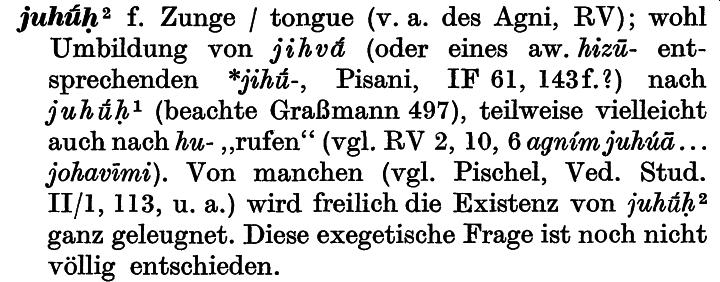 juhū́ḥ² f. Zunge / tongue (v. a. des Agni, RV); wohl
Umbildung von jihvā́ (oder eines aw. hizū- ent-
sprechenden *jihū́-, Pisani, IF 61, 143f.?) nach
juhū́ḥ¹ (beachte Graßmann 497), teilweise vielleicht
auch nach hu- „rufen“ (vgl. RV 2, 10, 6 agním juhúā...
johavīmi). Von manchen (vgl. Pischel, Ved. Stud.
II/1, 113, u. a.) wird freilich die Existenz von juhū́ḥ²
ganz geleugnet. Diese exegetische Frage ist noch nicht
völlig entschieden.